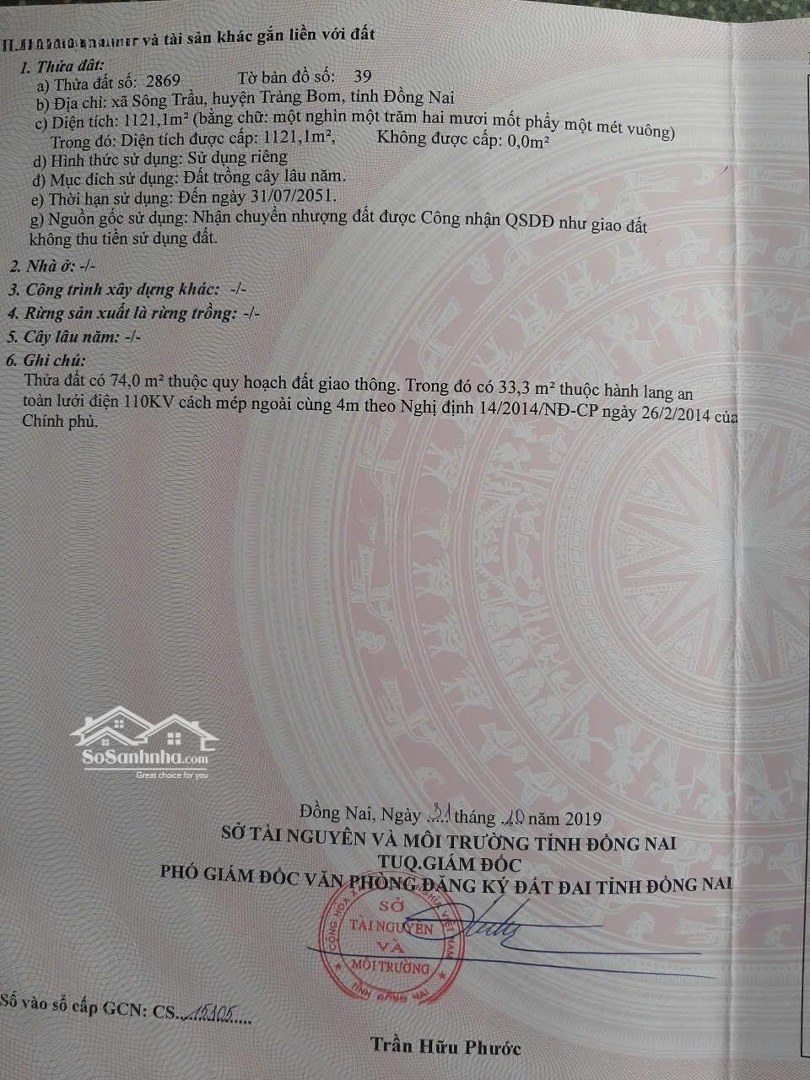 và tài sản khác gắn liền với đất
1. Thửa đất:
a) Thửa đất số: 2869 Tờ bản đồ số: 39
b) Địa chỉ: xã Sông Trầu, huyện Trảng Bom, tỉnh Đồng Nai
c) Diện tích: 1121,1m² (bằng chữ: một nghìn một trăm hai mươi mốt phẩy một mét vuông)
Trong đó: Diện tích được cấp: 1121,1m², Không được cấp: 0,0m²
d) Hình thức sử dụng: Sử dụng riêng
đ) Mục đích sử dụng: Đất trồng cây lâu năm.
e) Thời hạn sử dụng: Đến ngày 31/07/2051.
g) Nguồn gốc sử dụng: Nhận chuyển nhượng đất được Công nhận QSDĐ như giao đất
không thu tiền sử dụng đất.
2. Nhà ở: -/-
3. Công trình xây dựng khác: -/-
4. Rừng sản xuất là rừng trồng: -/-
5. Cây lâu năm: -/-
6. Ghi chú:
Thửa đất có 74,0 m² thuộc quy hoạch đất giao thông. Trong đó có 33,3 m² thuộc hành lang an
toàn lưới điện 110KV cách mép ngoài cùng 4m theo Nghị định 14/2014/NĐ-CP ngày 26/2/2014 của
Chính phủ.
SoSanhnha.com
Great choice for you
Đồng Nai, Ngày tháng 10 năm 2019
SỞ TÀI NGUYÊN VÀ MÔI TRƯỜNG TỈNH ĐỒNG NAI
TUQ.GIÁM ĐỐC
PHÓ GIÁM ĐỐC VĂN PHÒNG ĐĂNG KÝ ĐẤT ĐAI TỈNH ĐỒNG NAI
SỞ
TÀI NGUYÊN
VÀ
MÔI TRƯỜNG
TỈNH ĐỒNG NAI
Số vào sổ cấp GCN: CS...15105....
Trần Hữu Phước